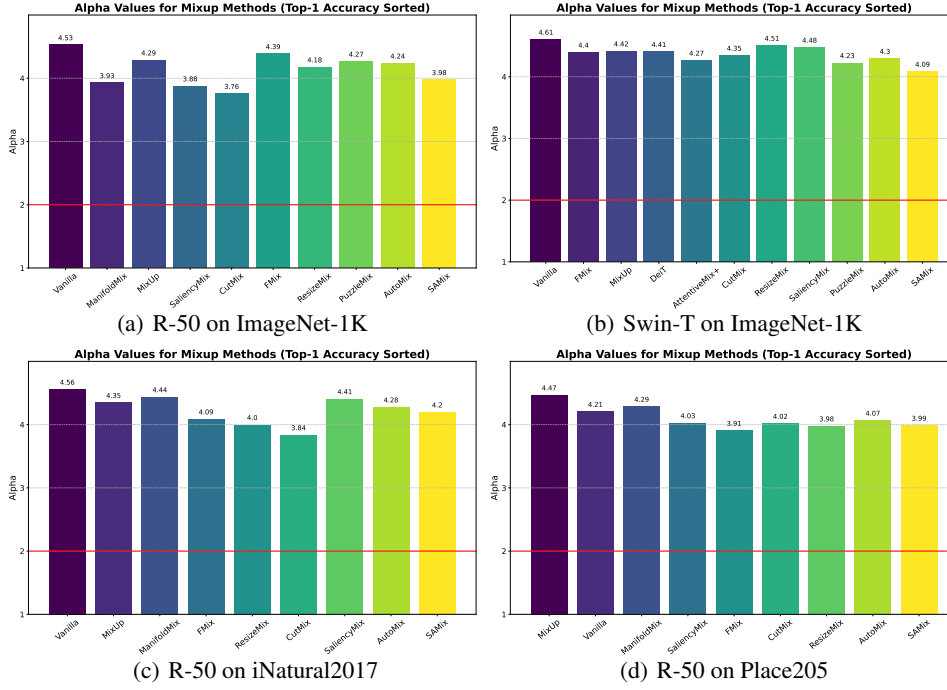 Alpha Values for Mixup Methods (Top-1 Accuracy Sorted)
4.53
3.93
4.29
3.88
3.76
4.39
4.18
4.27
4.24
3.98
Alpha
4
3
2
1
Vanilla
ManifoldMix
MixUp
SaliencyMix
CutMix
FMix
ResizeMix
PuzzleMix
AutoMix
SAMix
(a) R-50 on ImageNet-1K
Alpha Values for Mixup Methods (Top-1 Accuracy Sorted)
4.61
4.4
4.42
4.41
4.27
4.35
4.51
4.48
4.23
4.3
4.09
Alpha
4
3
2
1
Vanilla
FMix
MixUp
DeiT
AttentiveMix+
CutMix
ResizeMix
SaliencyMix
PuzzleMix
AutoMix
SAMix
(b) Swin-T on ImageNet-1K
Alpha Values for Mixup Methods (Top-1 Accuracy Sorted)
4.56
4.35
4.44
4.09
4.0
3.84
4.41
4.28
4.2
Alpha
4
3
2
1
Vanilla
MixUp
ManifoldMix
FMix
ResizeMix
CutMix
SaliencyMix
AutoMix
SAMix
(c) R-50 on iNatural2017
Alpha Values for Mixup Methods (Top-1 Accuracy Sorted)
4.47
4.21
4.29
4.03
3.91
4.02
3.98
4.07
3.99
Alpha
4
3
2
1
MixUp
Vanilla
ManifoldMix
SaliencyMix
FMix
CutMix
ResizeMix
AutoMix
SAMix
(d) R-50 on Place205